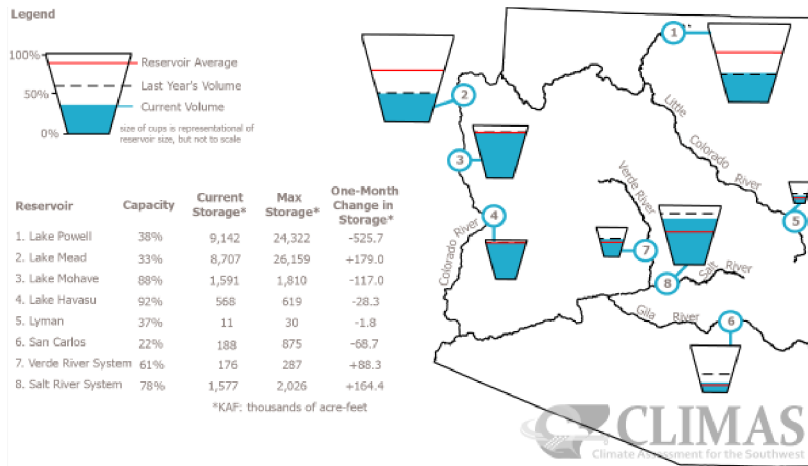 Legend
100%
50%
0%
Reservoir Average
Last Year's Volume
Current Volume
size of cups is representational of
reservoir size, but not to scale
Reservoir Capacity Current Storage* Max Storage* One-Month Change in Storage*
1. Lake Powell 38% 9,142 24,322 -525.7
2. Lake Mead 33% 8,707 26,159 +179.0
3. Lake Mohave 88% 1,591 1,810 -117.0
4. Lake Havasu 92% 568 619 -28.3
5. Lyman 37% 11 30 -1.8
6. San Carlos 22% 188 875 -68.7
7. Verde River System 61% 176 287 +88.3
8. Salt River System 78% 1,577 2,026 +164.4
*KAF: thousands of acre-feet
1
2
3
4
5
6
7
8
Little Colorado River
Verde River
Colorado River
Salt River
Gila River
CLIMAS
Climate Assessment for the Southwest